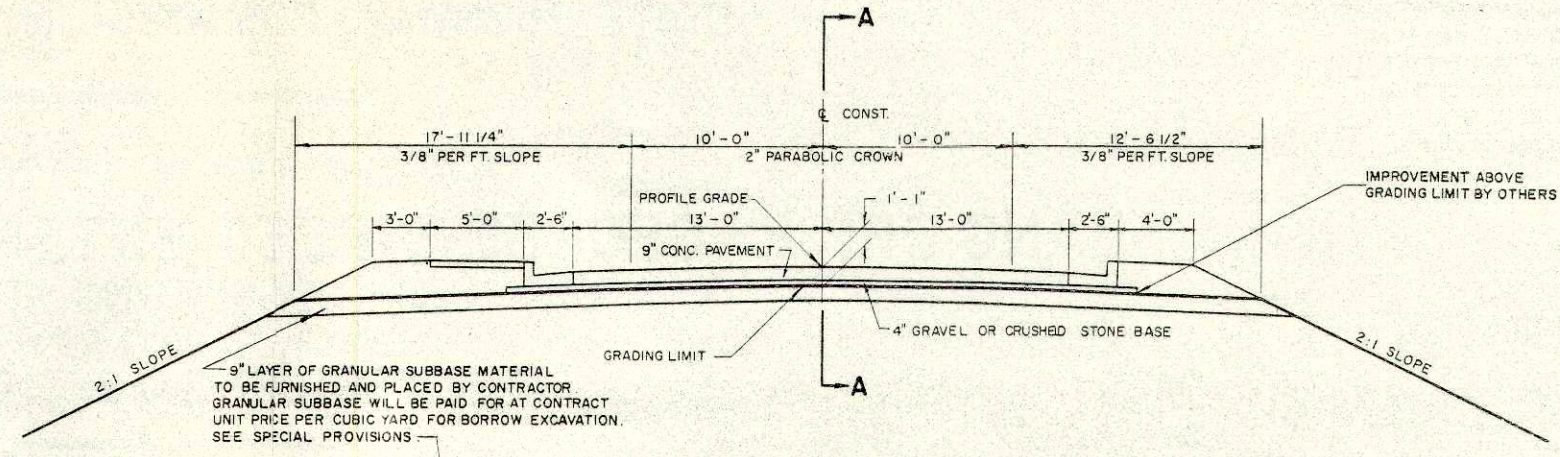 A
℄ CONST.
17'-11 1/4" 10'-0" 10'-0" 12'-6 1/2"
3/8" PER FT. SLOPE 2" PARABOLIC CROWN 3/8" PER FT. SLOPE
IMPROVEMENT ABOVE
GRADING LIMIT BY OTHERS
PROFILE GRADE 1'-1"
3'-0" 5'-0" 2'-6" 13'-0" 13'-0" 2'-6" 4'-0"
9" CONC. PAVEMENT
4" GRAVEL OR CRUSHED STONE BASE
GRADING LIMIT
2:1 SLOPE
2:1 SLOPE
A
9" LAYER OF GRANULAR SUBBASE MATERIAL
TO BE FURNISHED AND PLACED BY CONTRACTOR.
GRANULAR SUBBASE WILL BE PAID FOR AT CONTRACT
UNIT PRICE PER CUBIC YARD FOR BORROW EXCAVATION.
SEE SPECIAL PROVISIONS